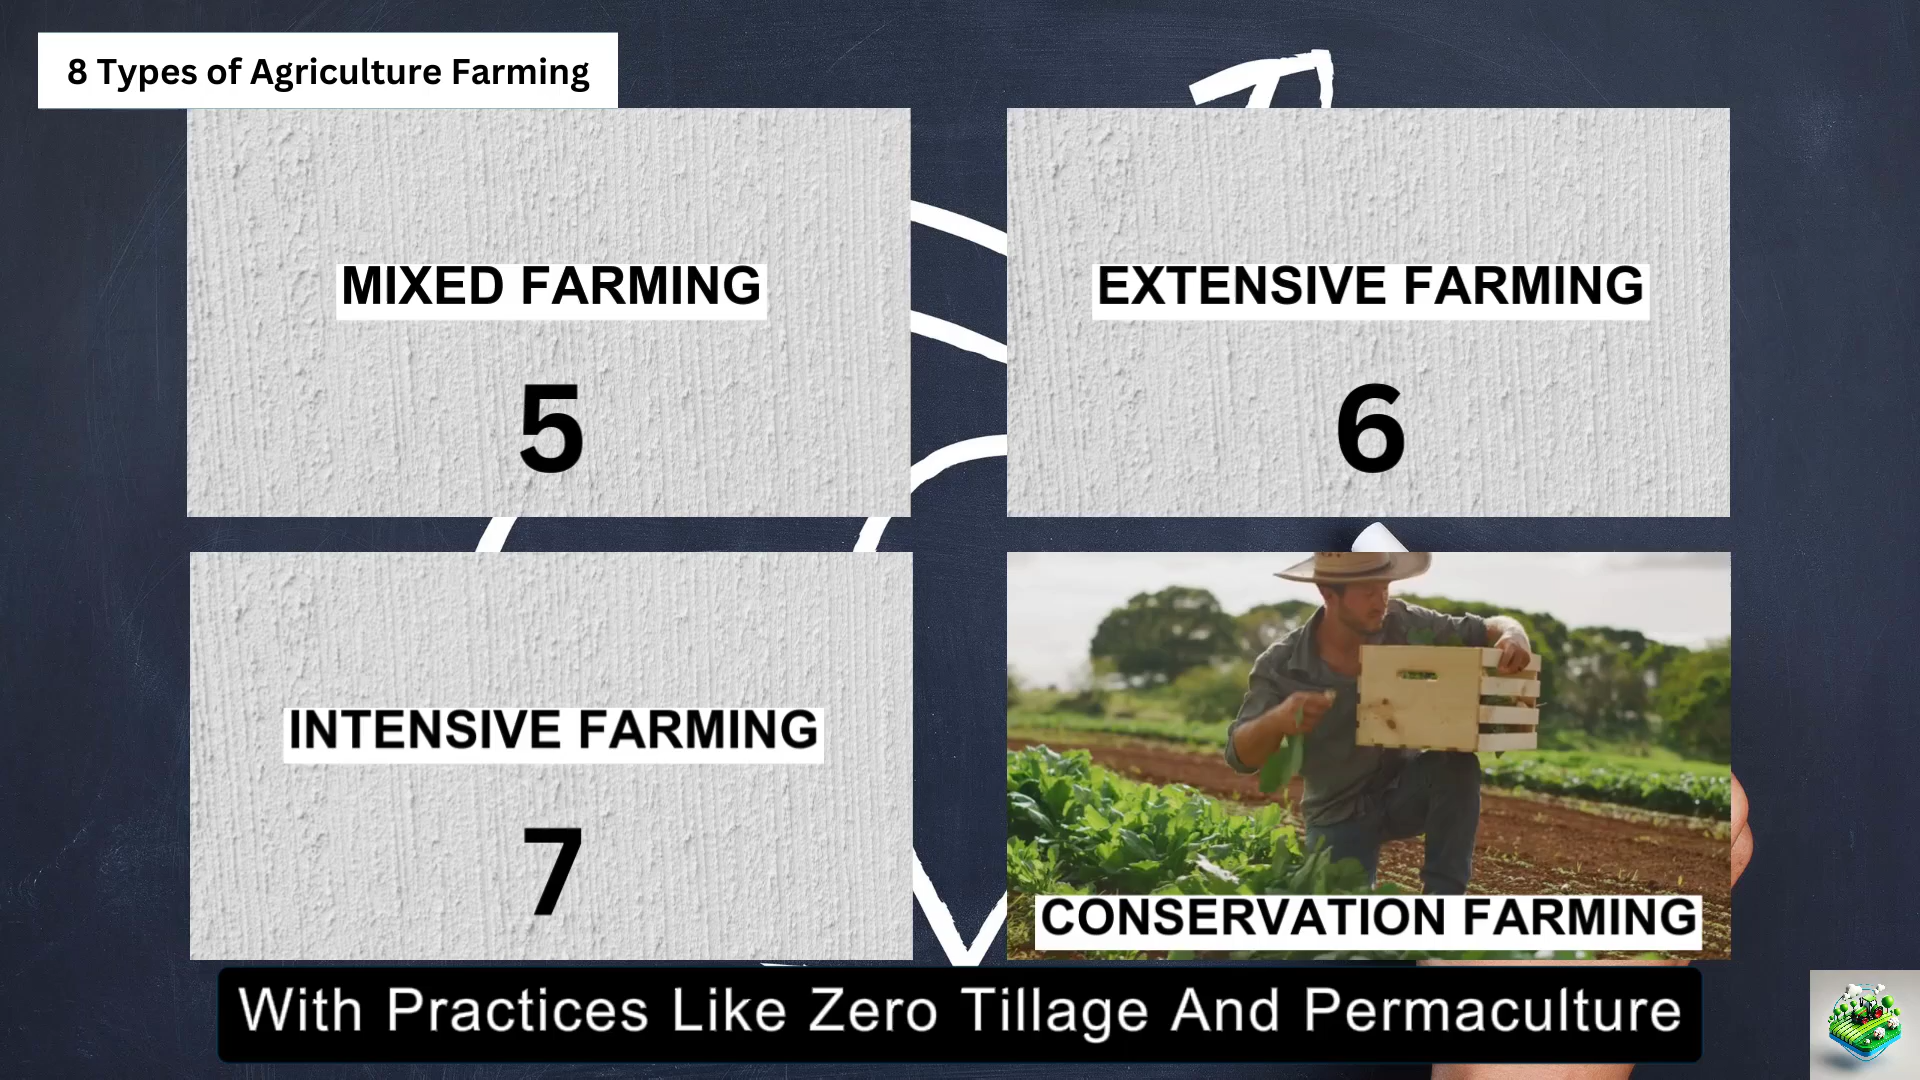 8 Types of Agriculture Farming
MIXED FARMING
5
EXTENSIVE FARMING
6
INTENSIVE FARMING
7
CONSERVATION FARMING
With Practices Like Zero Tillage And Permaculture